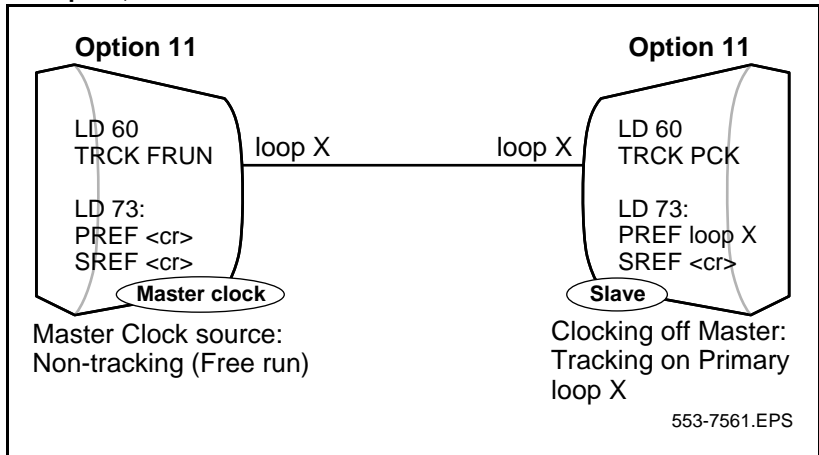 Option 11
Option 11
LD 60
TRCK FRUN
LD 73:
PREF <cr>
SREF <cr>
Master clock
loop X
loop X
LD 60
TRCK PCK
LD 73:
PREF loop X
SREF <cr>
Slave
Master Clock source:
Non-tracking (Free run)
Clocking off Master:
Tracking on Primary
loop X
553-7561.EPS